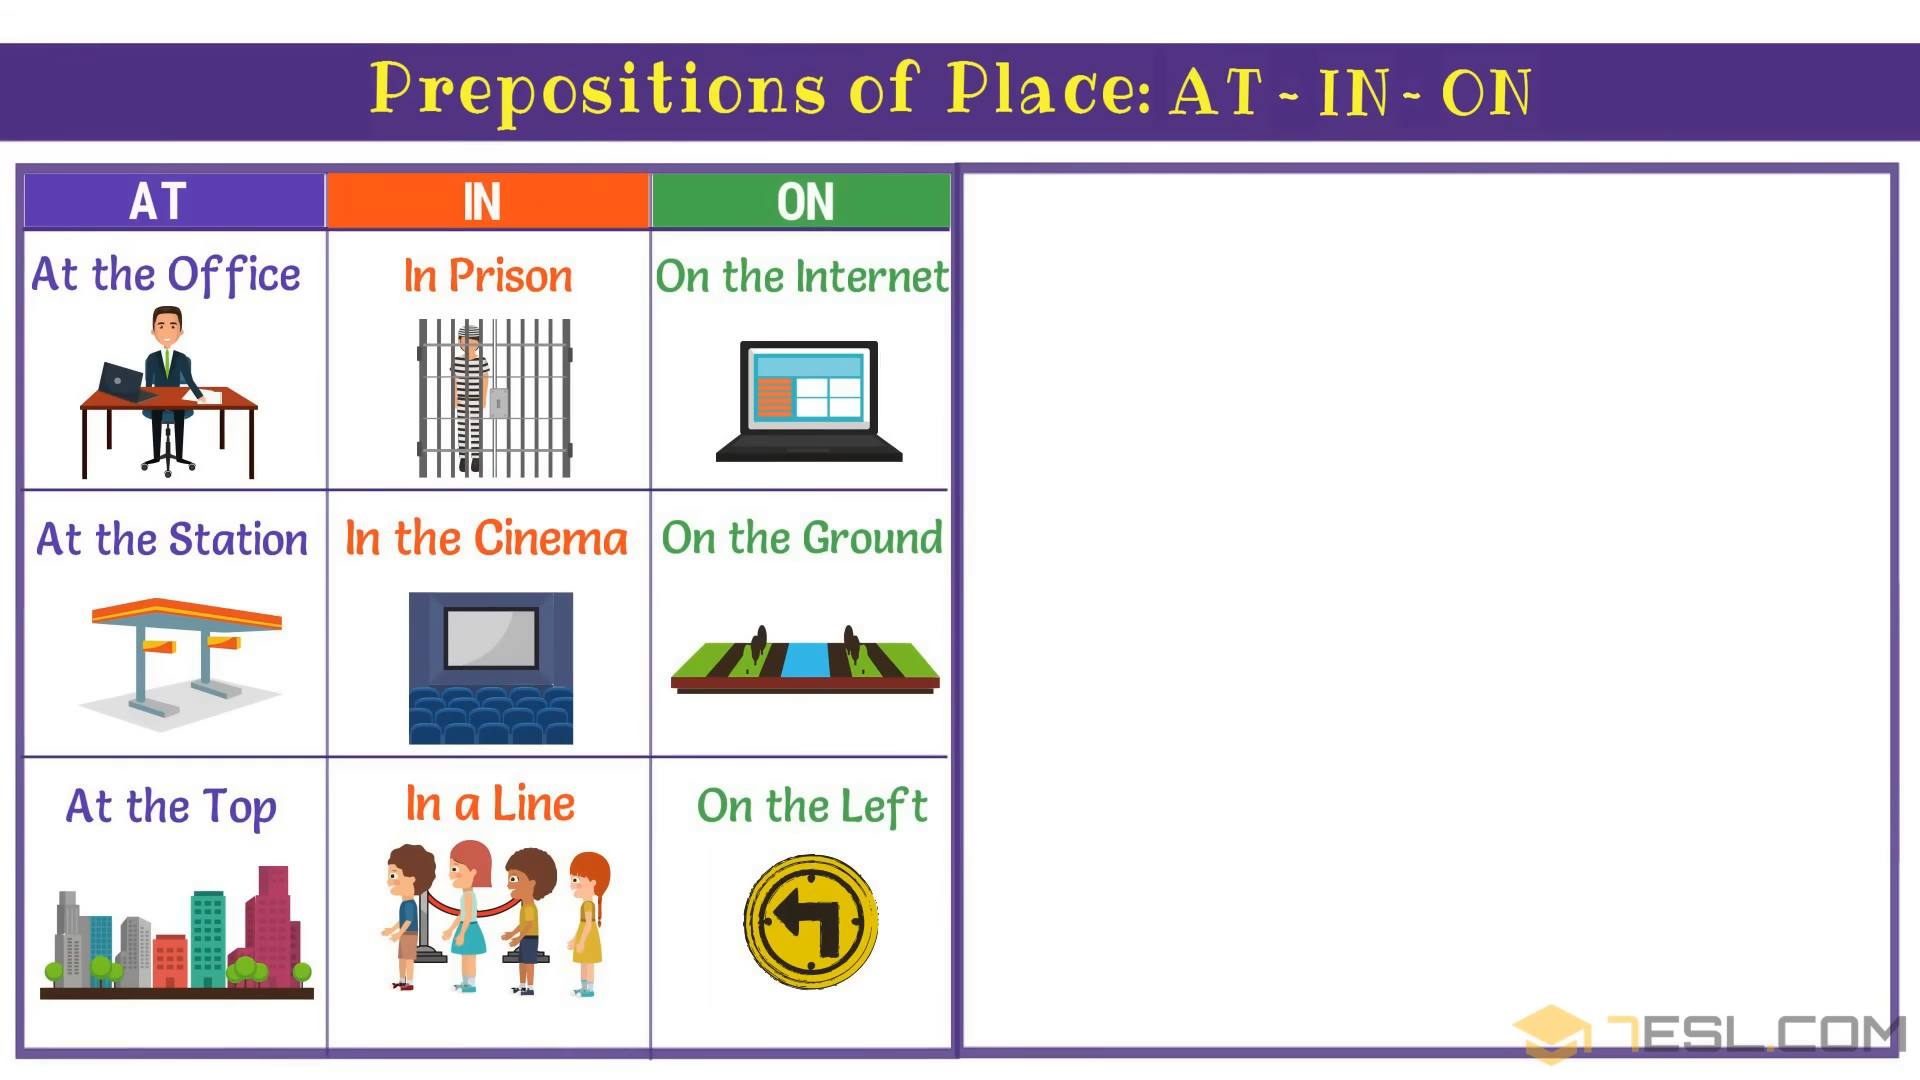 Prepositions of Place: AT - IN - ON
AT
IN
ON
At the Office
In Prison
On the Internet
At the Station
In the Cinema
On the Ground
At the Top
In a Line
On the Left
7ESL.COM